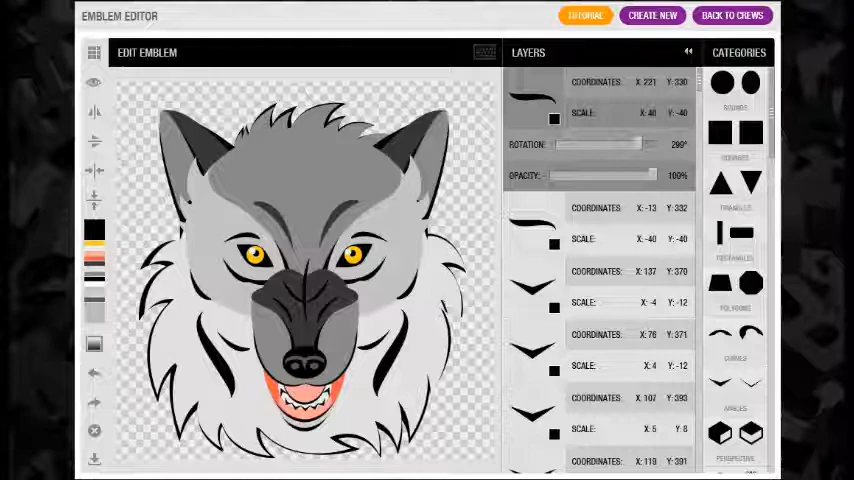 EMBLEM EDITOR
TUTORIAL
CREATE NEW
BACK TO CREWS
EDIT EMBLEM
LAYERS
CATEGORIES
COORDINATES: X: 221 Y: 330
SCALE: X: 40 Y: -40
ROTATION: 299°
OPACITY: 100%
COORDINATES: X: -13 Y: 332
SCALE: X: -40 Y: -40
COORDINATES: X: 137 Y: 370
SCALE: X: -4 Y: -12
COORDINATES: X: 76 Y: 371
SCALE: X: 4 Y: -12
COORDINATES: X: 107 Y: 393
SCALE: X: 5 Y: 8
COORDINATES: X: 119 Y: 391
ROUNDS
SQUARES
TRIANGLES
RECTANGLES
POLYGONS
CURVES
ANGLES
PERSPECTIVE